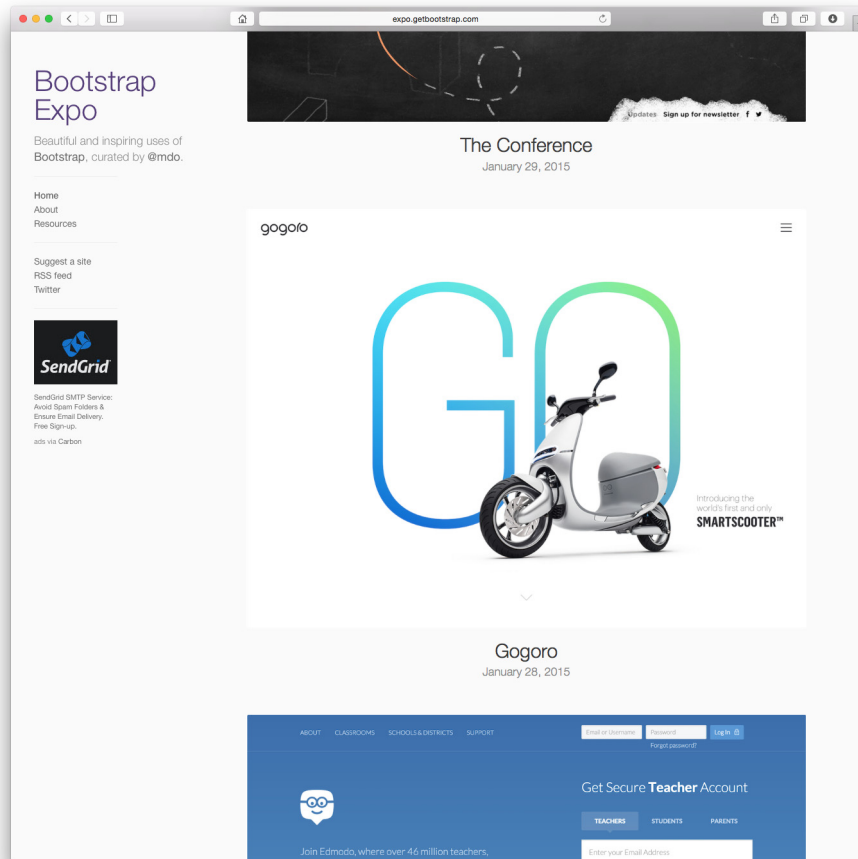 expo.getbootstrap.com
Bootstrap
Expo
Beautiful and inspiring uses of
Bootstrap, curated by @mdo.
Home
About
Resources
Suggest a site
RSS feed
Twitter
SendGrid
SendGrid SMTP Service:
Avoid Spam Folders &
Ensure Email Delivery.
Free Sign-up.
ads via Carbon
Updates Sign up for newsletter
The Conference
January 29, 2015
gogoro
GO
Introducing the
world's first and only
SMARTSCOOTER™
Gogoro
January 28, 2015
ABOUT CLASSROOMS SCHOOLS & DISTRICTS SUPPORT
Email or Username Password Log In
Forgot password?
Get Secure Teacher Account
TEACHERS STUDENTS PARENTS
Join Edmodo, where over 46 million teachers,
Enter your Email Address